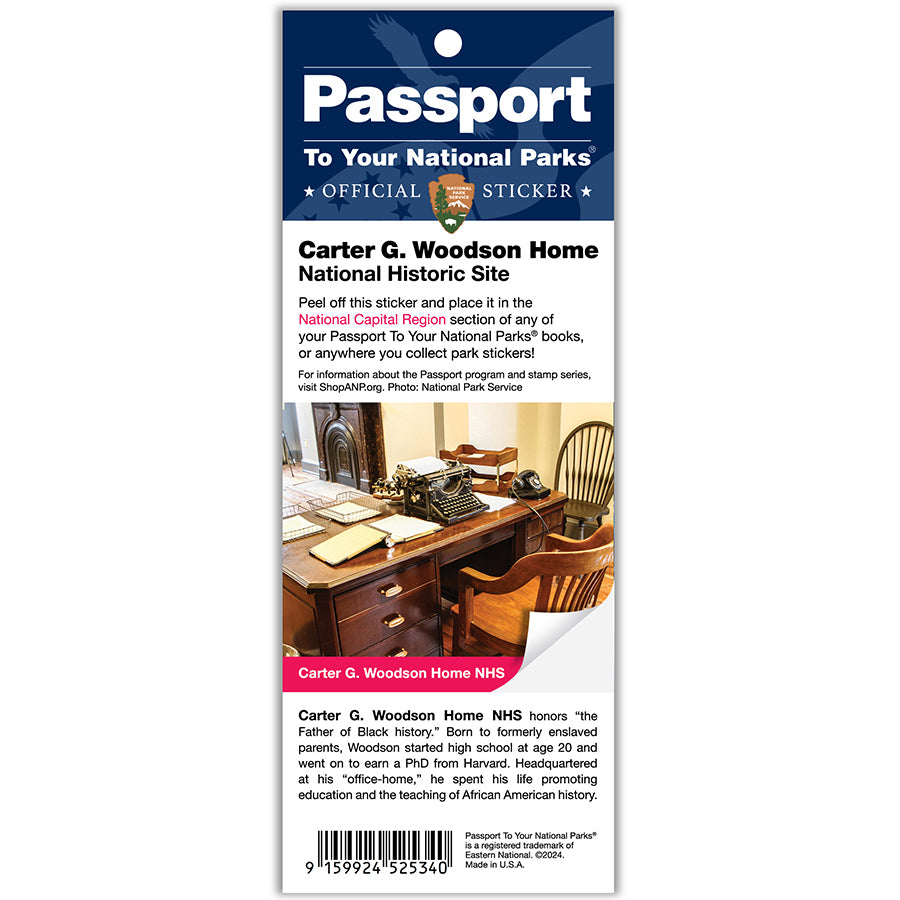 Passport
To Your National Parks®
★ OFFICIAL STICKER ★
NATIONAL
PARK
SERVICE
Carter G. Woodson Home
National Historic Site
Peel off this sticker and place it in the
National Capital Region section of any of
your Passport To Your National Parks® books,
or anywhere you collect park stickers!
For information about the Passport program and stamp series,
visit ShopANP.org. Photo: National Park Service
Carter G. Woodson Home NHS
Carter G. Woodson Home NHS honors “the
Father of Black history.” Born to formerly enslaved
parents, Woodson started high school at age 20 and
went on to earn a PhD from Harvard. Headquartered
at his “office-home,” he spent his life promoting
education and the teaching of African American history.
9 159924 525340
Passport To Your National Parks®
is a registered trademark of
Eastern National. ©2024.
Made in U.S.A.